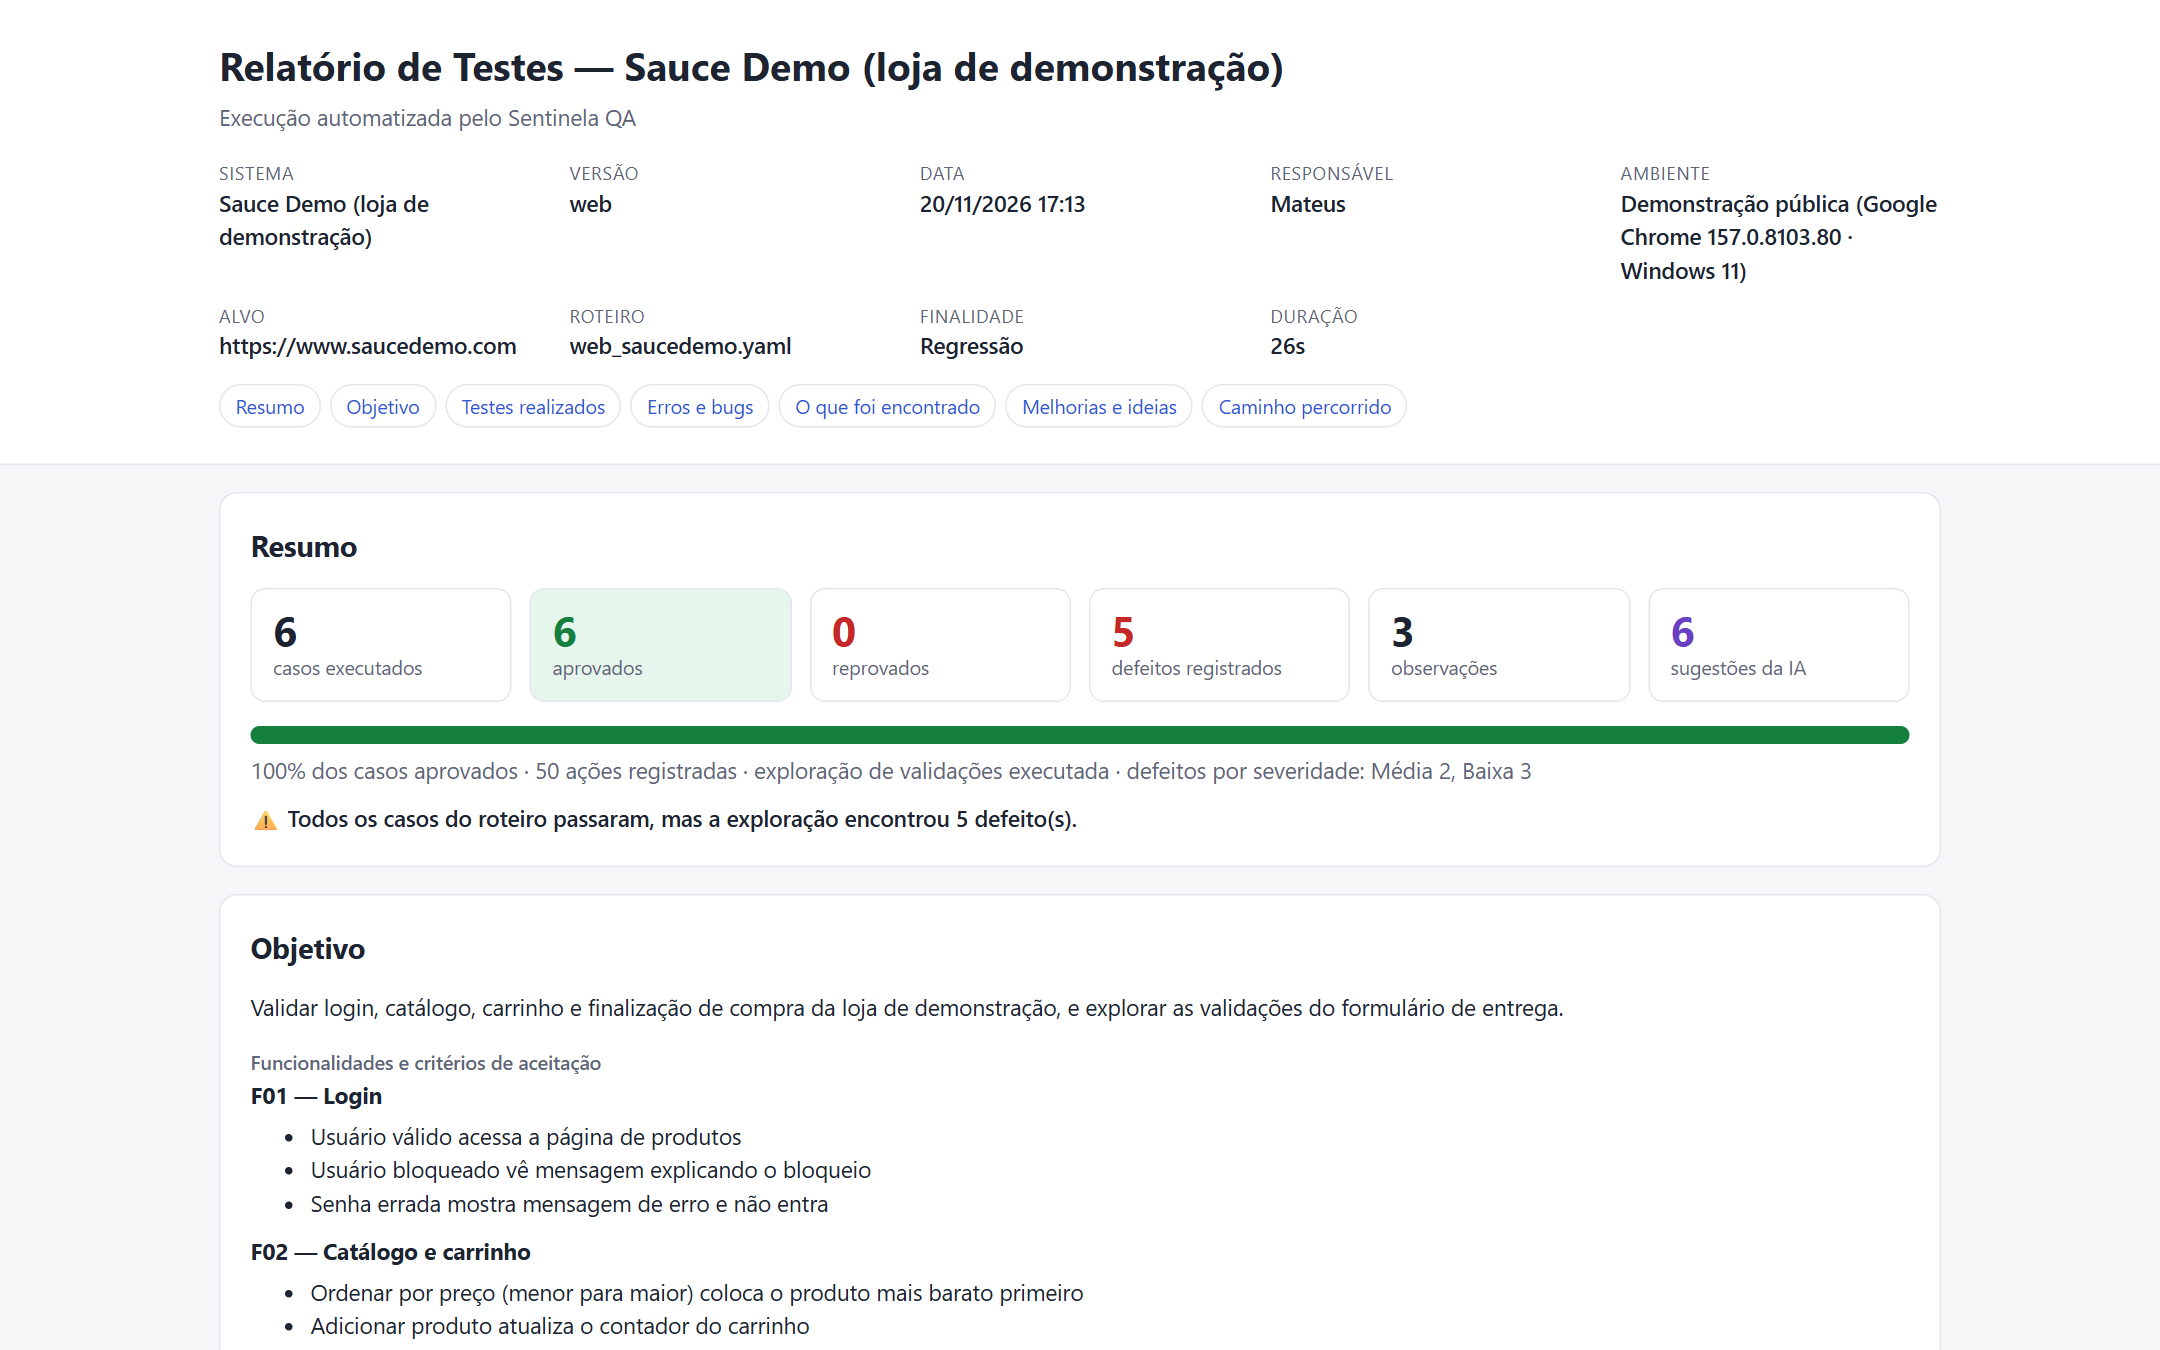 Relatório de Testes — Sauce Demo (loja de demonstração)
Execução automatizada pelo Sentinela QA
SISTEMA
Sauce Demo (loja de
demonstração)
VERSÃO
web
DATA
20/11/2026 17:13
RESPONSÁVEL
Mateus
AMBIENTE
Demonstração pública (Google
Chrome 157.0.8103.80 ·
Windows 11)
ALVO
https://www.saucedemo.com
ROTEIRO
web_saucedemo.yaml
FINALIDADE
Regressão
DURAÇÃO
26s
Resumo
Objetivo
Testes realizados
Erros e bugs
O que foi encontrado
Melhorias e ideias
Caminho percorrido
Resumo
6
casos executados
6
aprovados
0
reprovados
5
defeitos registrados
3
observações
6
sugestões da IA
100% dos casos aprovados · 50 ações registradas · exploração de validações executada · defeitos por severidade: Média 2, Baixa 3
⚠ Todos os casos do roteiro passaram, mas a exploração encontrou 5 defeito(s).
Objetivo
Validar login, catálogo, carrinho e finalização de compra da loja de demonstração, e explorar as validações do formulário de entrega.
Funcionalidades e critérios de aceitação
F01 — Login
• Usuário válido acessa a página de produtos
• Usuário bloqueado vê mensagem explicando o bloqueio
• Senha errada mostra mensagem de erro e não entra
F02 — Catálogo e carrinho
• Ordenar por preço (menor para maior) coloca o produto mais barato primeiro
• Adicionar produto atualiza o contador do carrinho